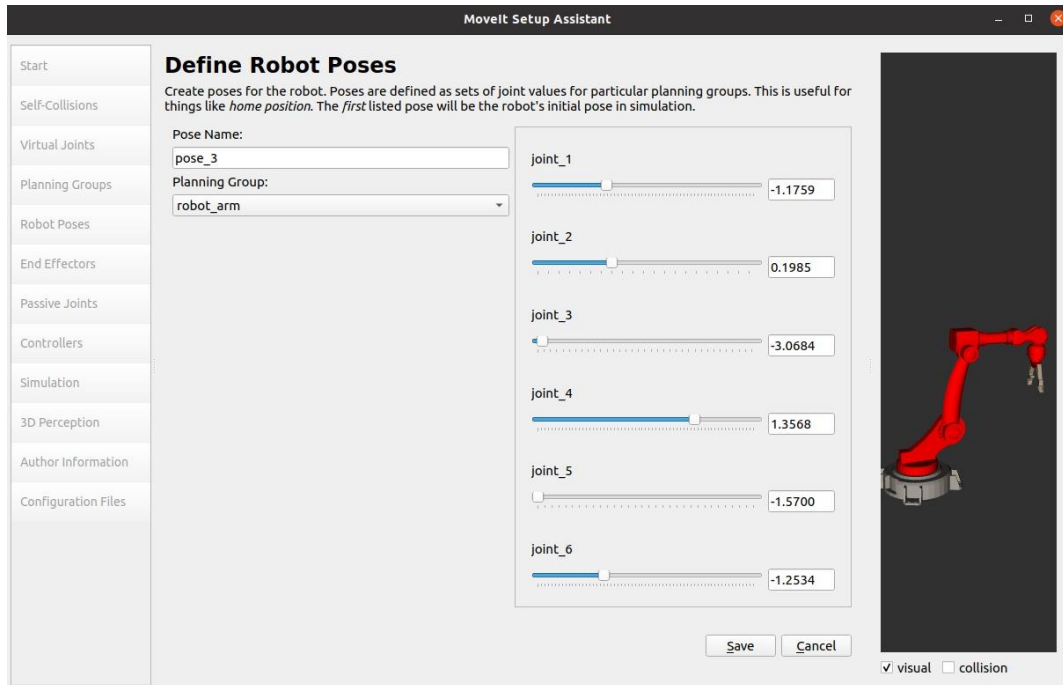 MoveIt Setup Assistant
Start
Self-Collisions
Virtual Joints
Planning Groups
Robot Poses
End Effectors
Passive Joints
Controllers
Simulation
3D Perception
Author Information
Configuration Files
Define Robot Poses
Create poses for the robot. Poses are defined as sets of joint values for particular planning groups. This is useful for
things like home position. The first listed pose will be the robot's initial pose in simulation.
Pose Name:
pose_3
Planning Group:
robot_arm
joint_1
-1.1759
joint_2
0.1985
joint_3
-3.0684
joint_4
1.3568
joint_5
-1.5700
joint_6
-1.2534
Save
Cancel
visual
collision